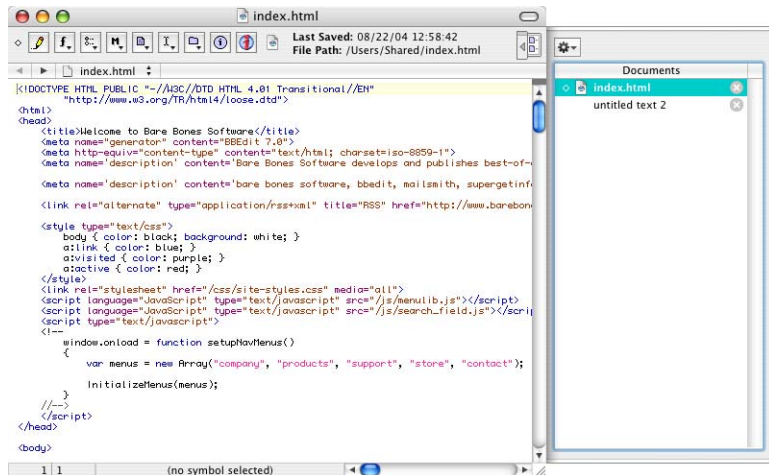 index.html
Last Saved: 08/22/04 12:58:42
File Path: /Users/Shared/index.html
index.html
<!DOCTYPE HTML PUBLIC "-//W3C//DTD HTML 4.01 Transitional//EN"
"http://www.w3.org/TR/html4/loose.dtd">
<html>
<head>
<title>Welcome to Bare Bones Software</title>
<meta name="generator" content="BBEdit 7.0">
<meta http-equiv="content-type" content="text/html; charset=iso-8859-1">
<meta name='description' content='Bare Bones Software develops and publishes best-of-
<meta name='description' content='bare bones software, bbedit, mailsmith, supergetinf
<link rel="alternate" type="application/rss+xml" title="RSS" href="http://www.barebon
<style type="text/css">
body { color: black; background: white; }
a:link { color: blue; }
a:visited { color: purple; }
a:active { color: red; }
</style>
<link rel="stylesheet" href="/css/site-styles.css" media="all">
<script language="JavaScript" type="text/javascript" src="/js/menulib.js"></script>
<script language="JavaScript" type="text/javascript" src="/js/search_field.js"></scrip
<script type="text/javascript">
<!--
window.onload = function setupNavMenus()
{
var menus = new Array("company", "products", "support", "store", "contact");
InitializeMenus(menus);
}
//-->
</script>
</head>
<body>
1 1 (no symbol selected)
Documents
index.html
untitled text 2